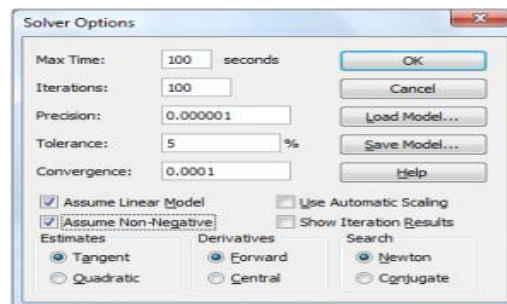 Solver Options
Max Time: 100 seconds OK
Iterations: 100 Cancel
Precision: 0.000001 Load Model...
Tolerance: 5 % Save Model...
Convergence: 0.0001 Help
Assume Linear Model Use Automatic Scaling
Assume Non-Negative Show Iteration Results
Estimates Derivatives Search
Tangent Forward Newton
Quadratic Central Conjugate